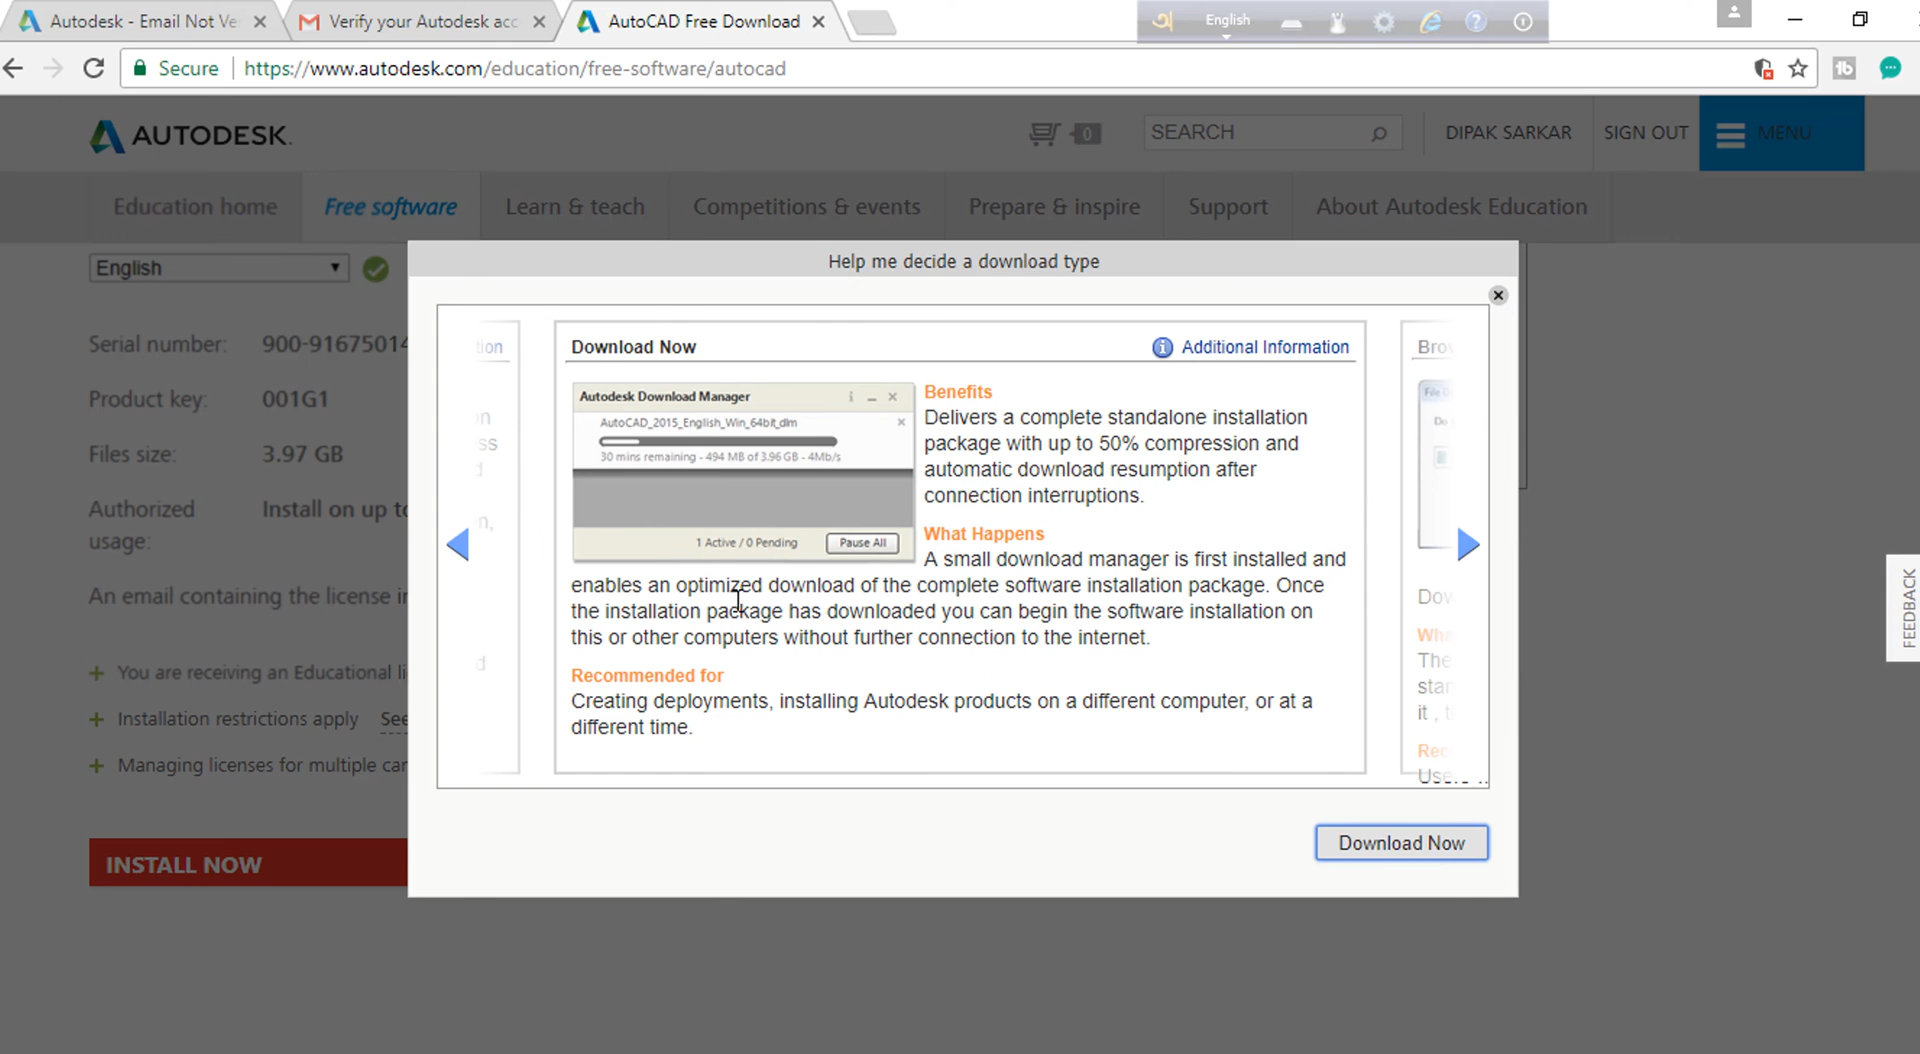 Autodesk - Email Not Ve
Verify your Autodesk acc
AutoCAD Free Download
English
Secure
https://www.autodesk.com/education/free-software/autocad
AUTODESK.
0
SEARCH
DIPAK SARKAR
SIGN OUT
MENU
Education home
Free software
Learn & teach
Competitions & events
Prepare & inspire
Support
About Autodesk Education
English
Serial number: 900-91675014
Product key: 001G1
Files size: 3.97 GB
Authorized usage: Install on up to
An email containing the license in
+ You are receiving an Educational li
+ Installation restrictions apply See
+ Managing licenses for multiple car
INSTALL NOW
Help me decide a download type
Download Now
Additional Information
Autodesk Download Manager
AutoCAD_2015_English_Win_64bit_dlm
30 mins remaining - 494 MB of 3.96 GB - 4Mb/s
1 Active / 0 Pending
Pause All
Benefits
Delivers a complete standalone installation
package with up to 50% compression and
automatic download resumption after
connection interruptions.
What Happens
A small download manager is first installed and
enables an optimized download of the complete software installation package. Once
the installation package has downloaded you can begin the software installation on
this or other computers without further connection to the internet.
Recommended for
Creating deployments, installing Autodesk products on a different computer, or at a
different time.
Download Now
FEEDBACK